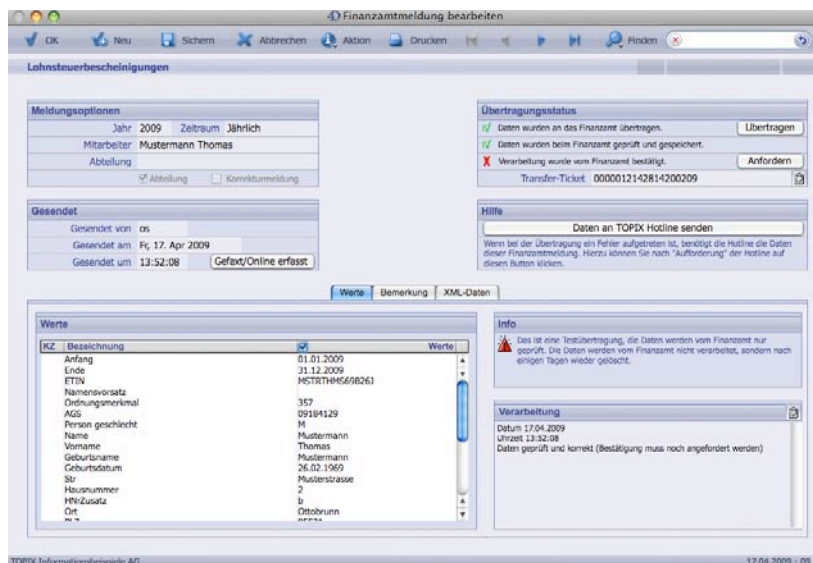 Finanzamtmeldung bearbeiten
OK Neu Sichern Abbrechen Aktion Drucken Finden
Lohnsteuerbescheinigungen
Meldungsoptionen
Jahr 2009 Zeitraum Jährlich
Mitarbeiter Mustermann Thomas
Abteilung
Abteilung Korrekturmeldung
Übertragungsstatus
Daten wurden an das Finanzamt übertragen. Übertragen
Daten wurden beim Finanzamt geprüft und gespeichert.
Verarbeitung wurde vom Finanzamt bestätigt. Anfordern
Transfer-Ticket 0000012142814200209
Gesendet
Gesendet von os
Gesendet am Fr, 17. Apr 2009
Gesendet um 13:52:08 Gefaxt/Online erfasst
Hilfe
Daten an TOPIX Hotline senden
Wenn bei der Übertragung ein Fehler aufgetreten ist, benötigt die Hotline die Daten
dieser Finanzamtmeldung. Hierzu können Sie nach "Aufforderung" der Hotline auf
diesen Button klicken.
Werte Bemerkung XML-Daten
Werte
KZ Bezeichnung Werte
Anfang 01.01.2009
Ende 31.12.2009
ETIN MSTRTHMS69B26J
Namensvorsatz
Ordnungsmerkmal 357
AGS 09184129
Person geschlecht M
Name Mustermann
Vorname Thomas
Geburtsname Mustermann
Geburtsdatum 26.02.1969
Str Musterstrasse
Hausnummer 2
HNrZusatz b
Ort Ottobrunn
Info
Das ist eine Testübertragung, die Daten werden vom Finanzamt nur
geprüft. Die Daten werden vom Finanzamt nicht verarbeitet, sondern nach
einigen Tagen wieder gelöscht.
Verarbeitung
Datum 17.04.2009
Uhrzeit 13:52:08
Daten geprüft und korrekt (Bestätigung muss noch angefordert werden)
TOPIX Informationsbeispiele AG 17.04.2009 - 09